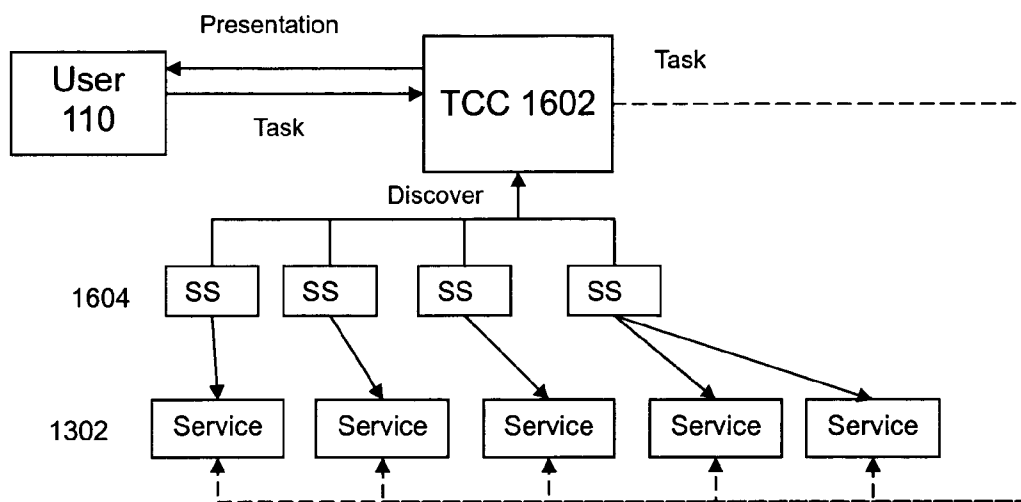 Presentation
User
110
TCC 1602
Task
Task
Discover
1604
SS
SS
SS
SS
1302
Service
Service
Service
Service
Service